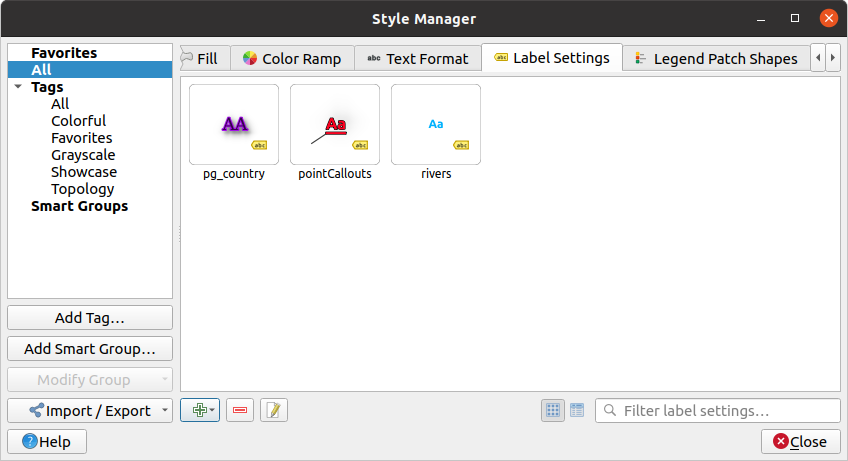 Style Manager
Favorites
All
Tags
All
Colorful
Favorites
Grayscale
Showcase
Topology
Smart Groups
Add Tag...
Add Smart Group...
Modify Group
Import / Export
Help
Fill
Color Ramp
abc Text Format
abc Label Settings
Legend Patch Shapes
AA abc
Aa abc
Aa abc
pg_country
pointCallouts
rivers
Filter label settings...
Close